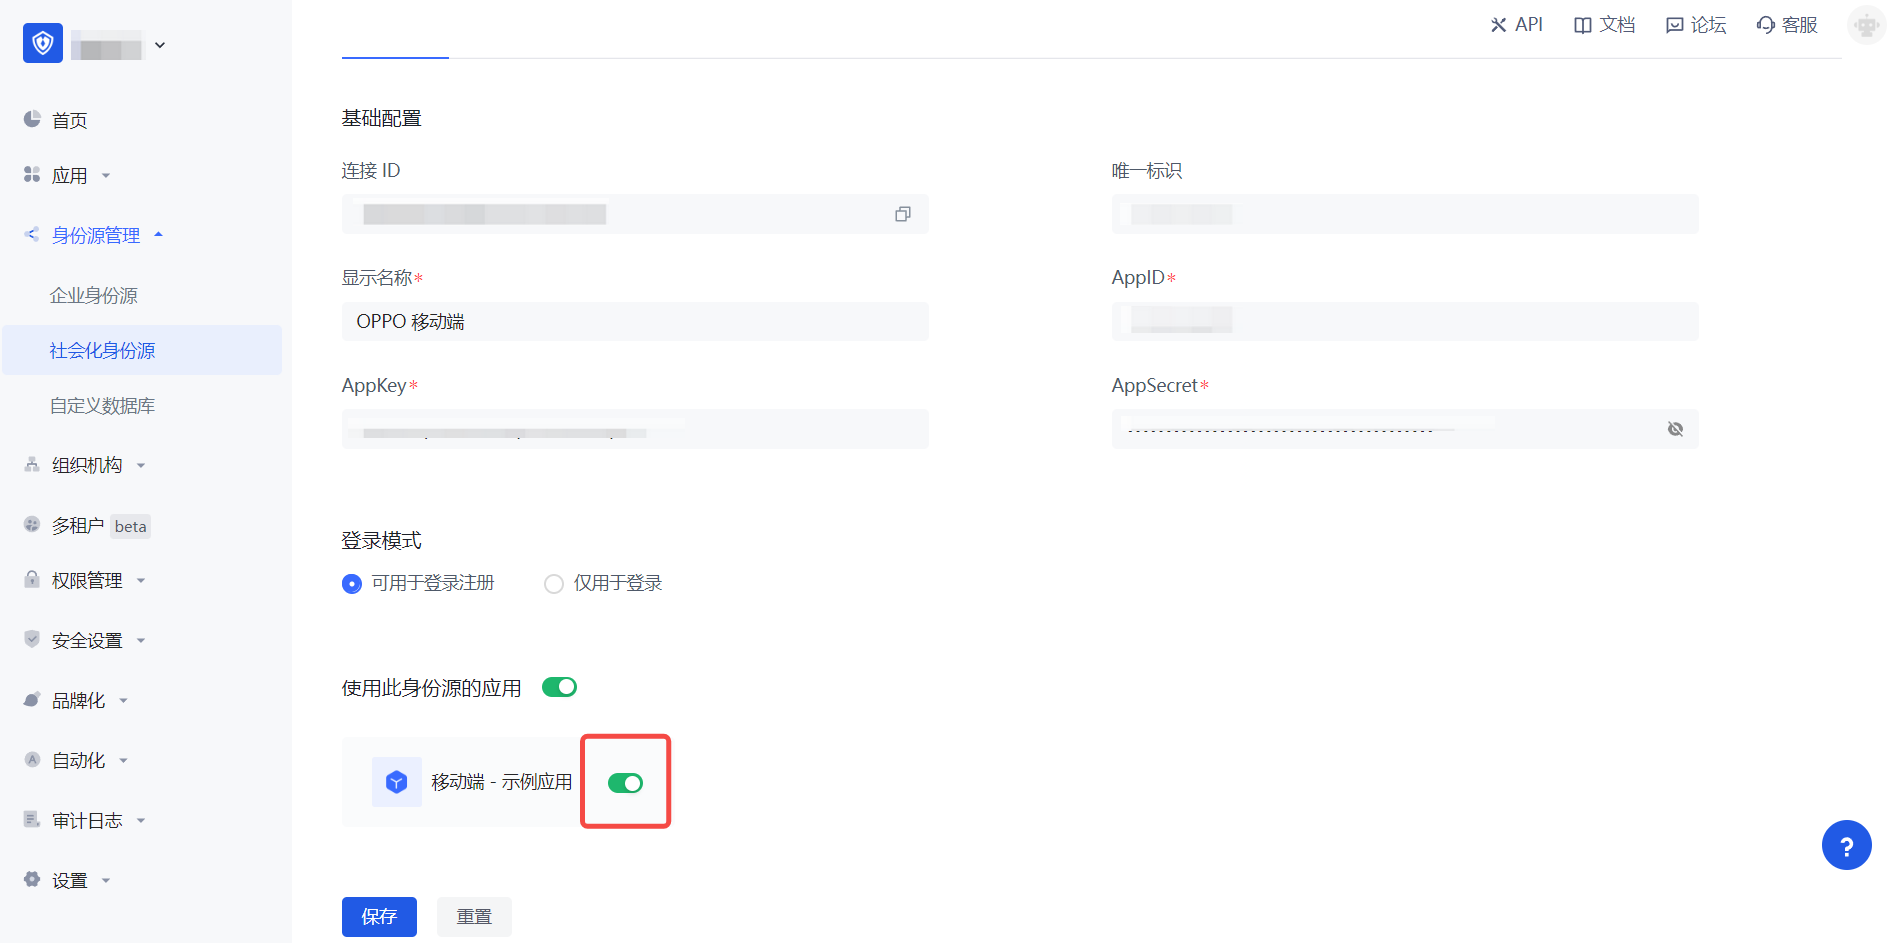 API 文档 论坛 客服
首页
应用
身份源管理
企业身份源
社会化身份源
自定义数据库
组织机构
多租户 beta
权限管理
安全设置
品牌化
自动化
审计日志
设置
基础配置
连接 ID
唯一标识
显示名称*
OPPO 移动端
AppID*
AppKey*
AppSecret*
登录模式
可用于登录注册 仅用于登录
使用此身份源的应用
移动端 - 示例应用
保存 重置
?